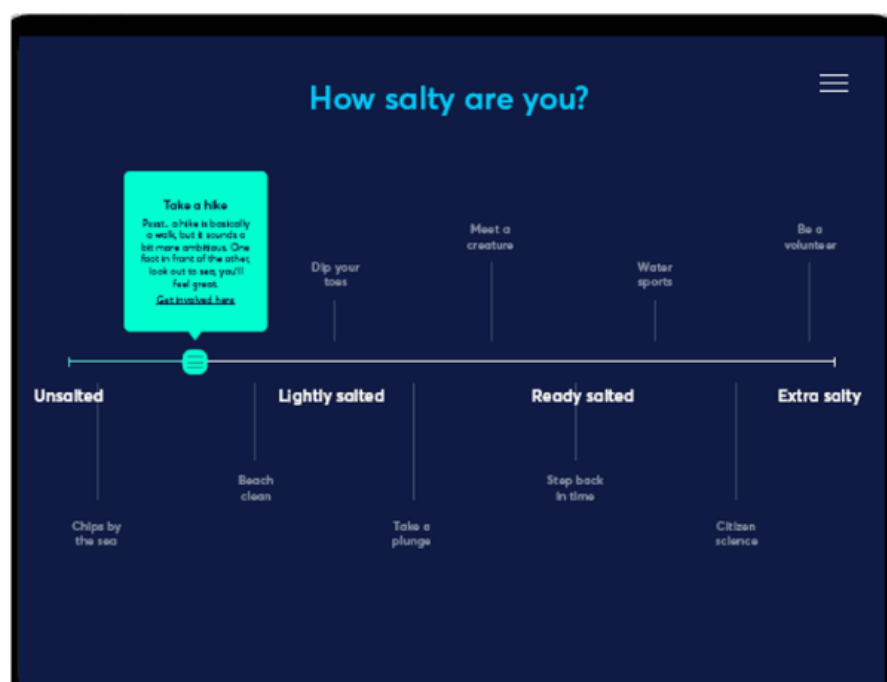 How salty are you?
Take a hike
Pssst... a hike is basically
a walk, but it sounds a
bit more ambitious. One
foot in front of the other,
look out to sea, you'll
feel great.
Get involved here
Meet a
creature
Be a
volunteer
Dip your
toes
Water
sports
Unsalted
Lightly salted
Ready salted
Extra salty
Beach
clean
Step back
in time
Chips by
the sea
Take a
plunge
Citizen
science